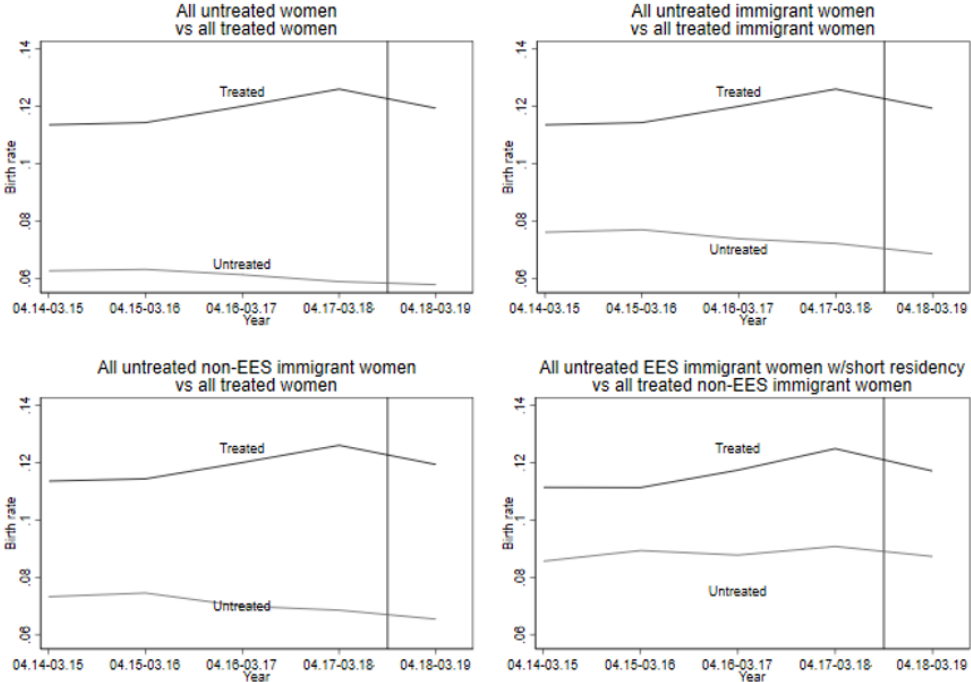 All untreated women
vs all treated women
.14
.12
.1
.08
.06
Birth rate
Treated
Untreated
04.14-03.15 04.15-03.16 04.16-03.17 04.17-03.18 04.18-03.19
Year
All untreated immigrant women
vs all treated immigrant women
.14
.12
.1
.08
.06
Birth rate
Treated
Untreated
04.14-03.15 04.15-03.16 04.16-03.17 04.17-03.18 04.18-03.19
Year
All untreated non-EES immigrant women
vs all treated women
.14
.12
.1
.08
.06
Birth rate
Treated
Untreated
04.14-03.15 04.15-03.16 04.16-03.17 04.17-03.18 04.18-03.19
Year
All untreated EES immigrant women w/short residency
vs all treated non-EES immigrant women
.14
.12
.1
.08
.06
Birth rate
Treated
Untreated
04.14-03.15 04.15-03.16 04.16-03.17 04.17-03.18 04.18-03.19
Year